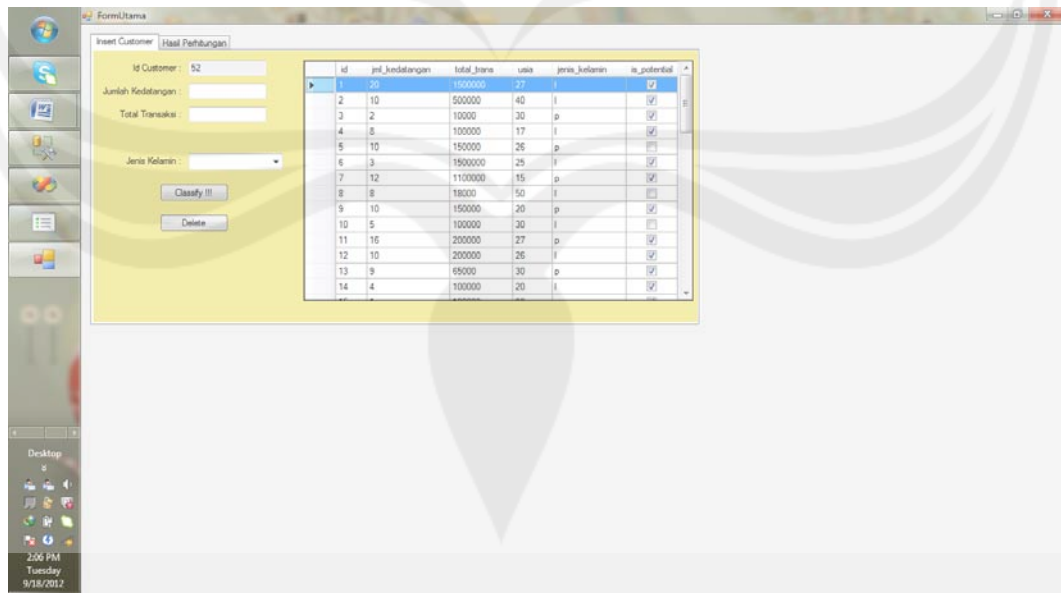 FormUtama
Insert Customer Hasil Perhitungan
Id Customer : 52
Jumlah Kedatangan :
Total Transaksi :
Jenis Kelamin :
Classify !!!
Delete
id jml_kedatangan total_trans usia jenis_kelamin is_potential
1 20 1500000 27 l
2 10 500000 40 l
3 2 10000 30 p
4 8 100000 17 l
5 10 150000 26 p
6 3 1500000 25 l
7 12 1100000 15 p
8 8 18000 50 l
9 10 150000 20 p
10 5 100000 30 l
11 16 200000 27 p
12 10 200000 26 l
13 9 65000 30 p
14 4 100000 20 l
Desktop
2:06 PM
Tuesday
9/18/2012